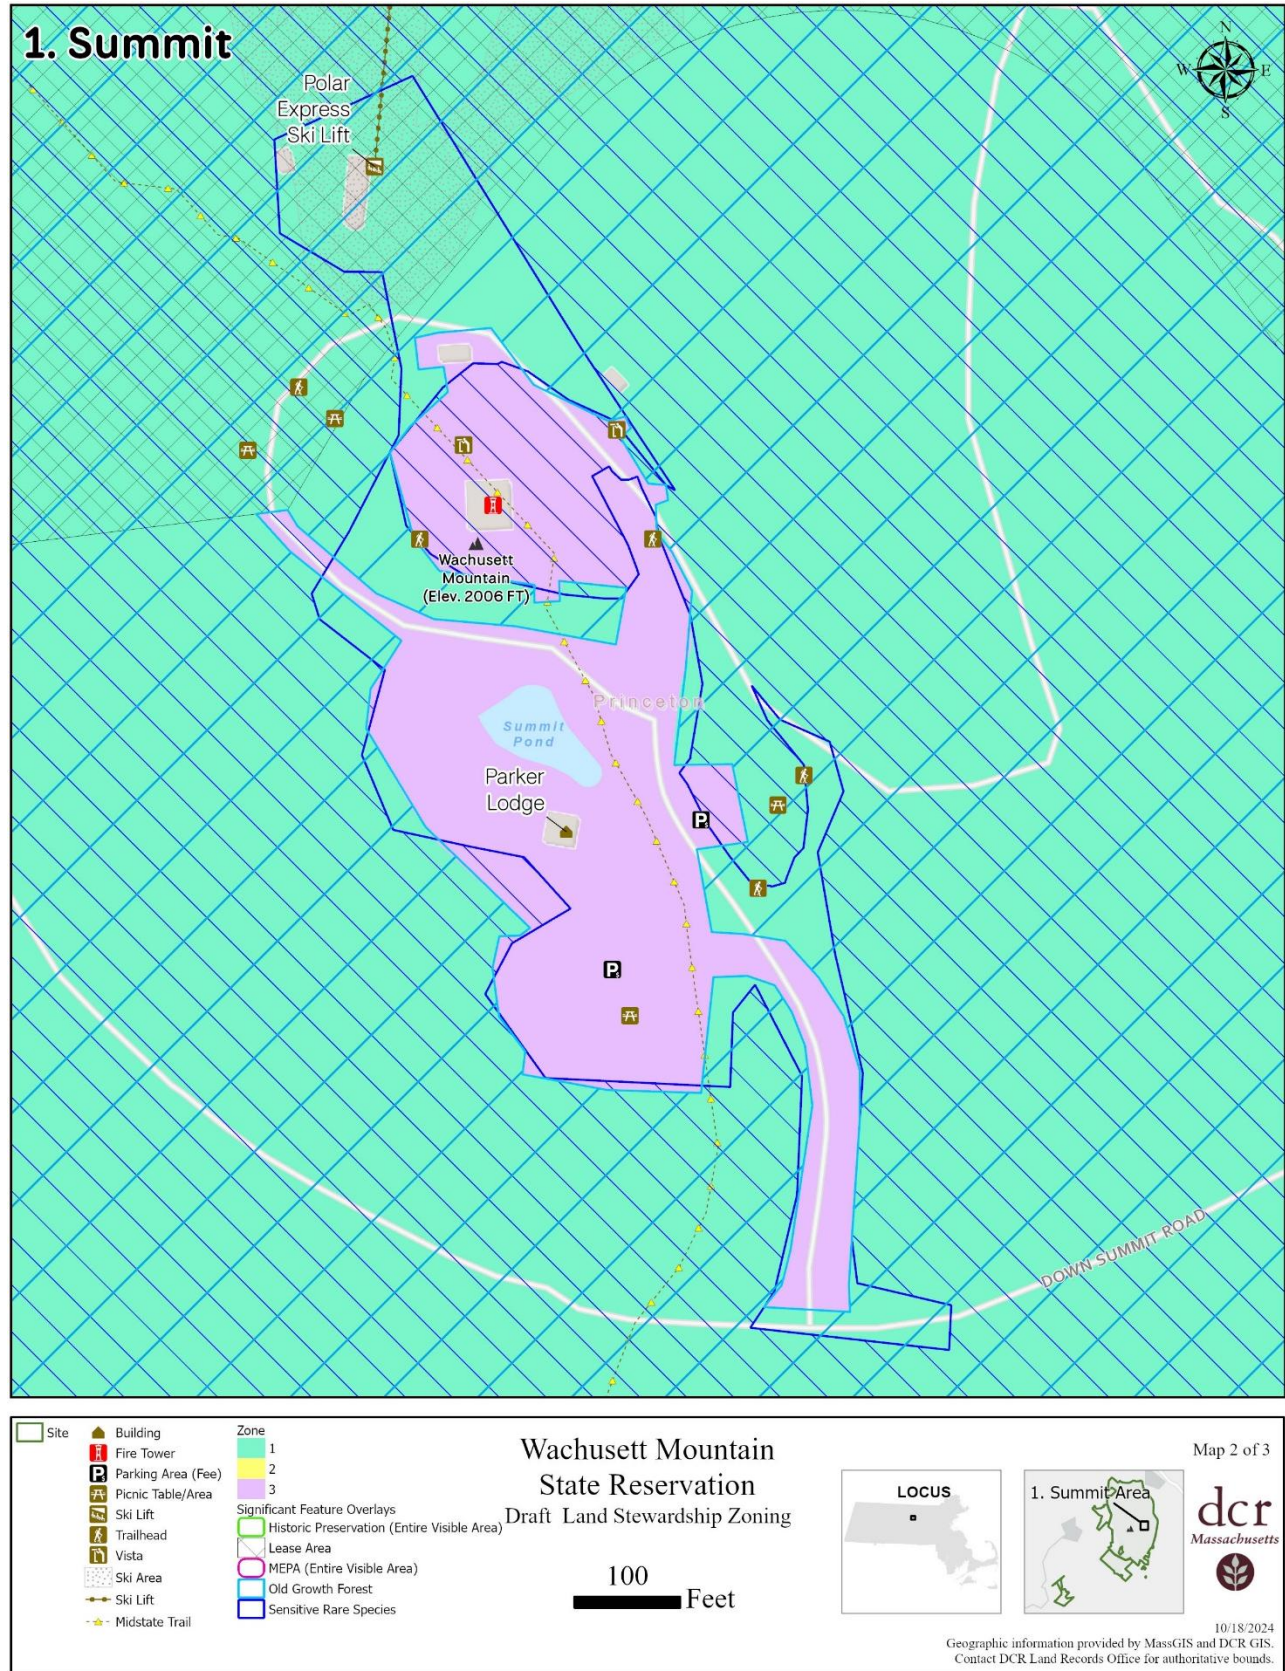 1. Summit
N
W E
S
Polar
Express
Ski Lift
Wachusett
Mountain
(Elev. 2006 FT)
Princeton
Summit
Pond
Parker
Lodge
P$
P$
DOWN SUMMIT ROAD
Site
Building
Fire Tower
P$ Parking Area (Fee)
Picnic Table/Area
Ski Lift
Trailhead
Vista
Ski Area
Ski Lift
Midstate Trail
Zone
1
2
3
Significant Feature Overlays
Historic Preservation (Entire Visible Area)
Lease Area
MEPA (Entire Visible Area)
Old Growth Forest
Sensitive Rare Species
Wachusett Mountain
State Reservation
Draft Land Stewardship Zoning
100
Feet
LOCUS
1. Summit Area
Map 2 of 3
dcr
Massachusetts
10/18/2024
Geographic information provided by MassGIS and DCR GIS.
Contact DCR Land Records Office for authoritative bounds.